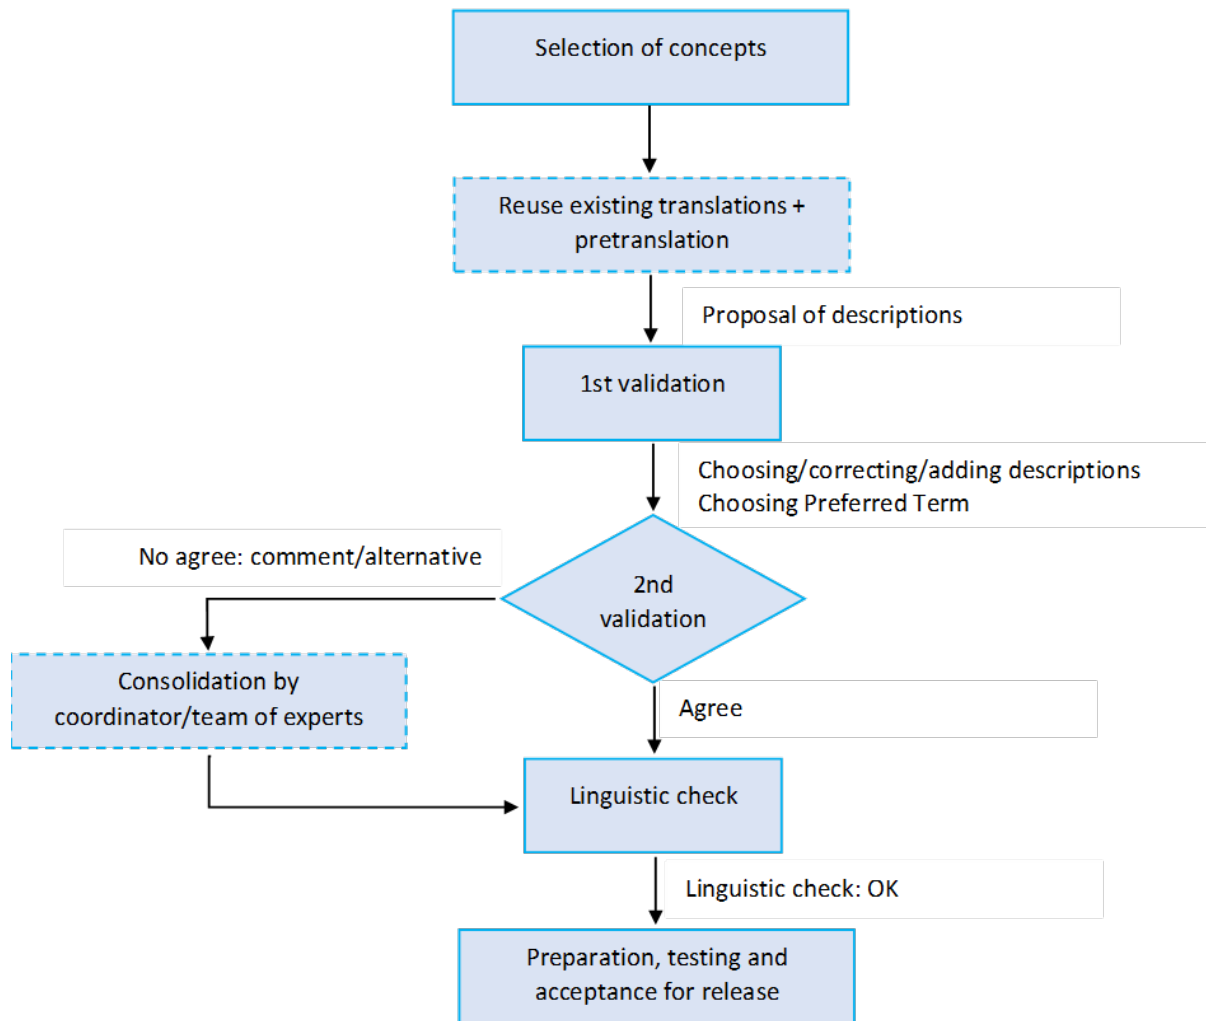 Selection of concepts
Reuse existing translations +
pretranslation
Proposal of descriptions
1st validation
Choosing/correcting/adding descriptions
Choosing Preferred Term
No agree: comment/alternative
2nd
validation
Consolidation by
coordinator/team of experts
Agree
Linguistic check
Linguistic check: OK
Preparation, testing and
acceptance for release